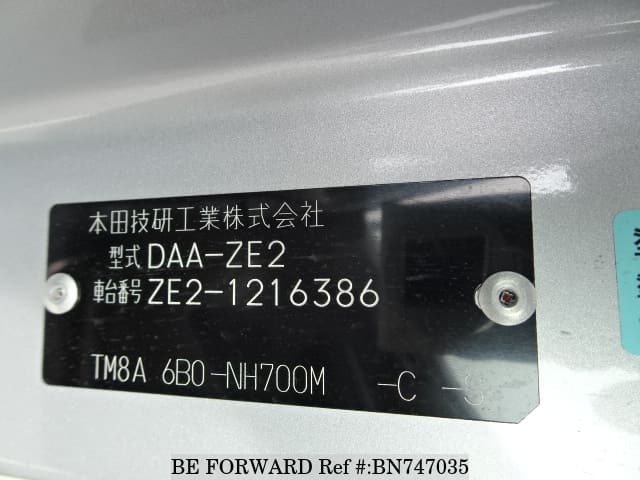 本田技研工業株式会社
型式 DAA-ZE2
車台番号 ZE2-1216386
TM8A 6B0-NH700M -C -S
BE FORWARD Ref #:BN747035